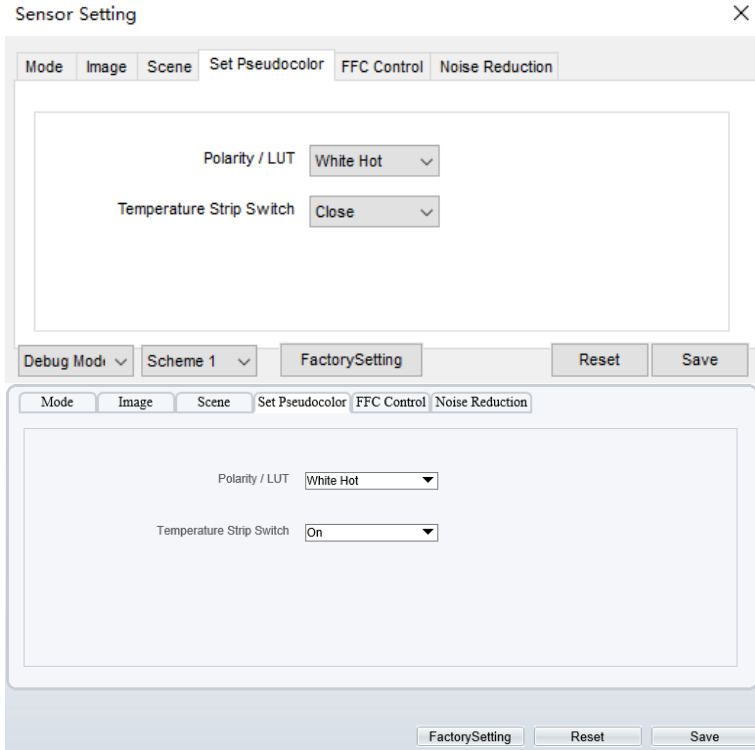 Sensor Setting
Mode Image Scene Set Pseudocolor FFC Control Noise Reduction
Polarity / LUT White Hot
Temperature Strip Switch Close
Debug Mode Scheme 1 FactorySetting Reset Save
Mode Image Scene Set Pseudocolor FFC Control Noise Reduction
Polarity / LUT White Hot
Temperature Strip Switch On
FactorySetting Reset Save